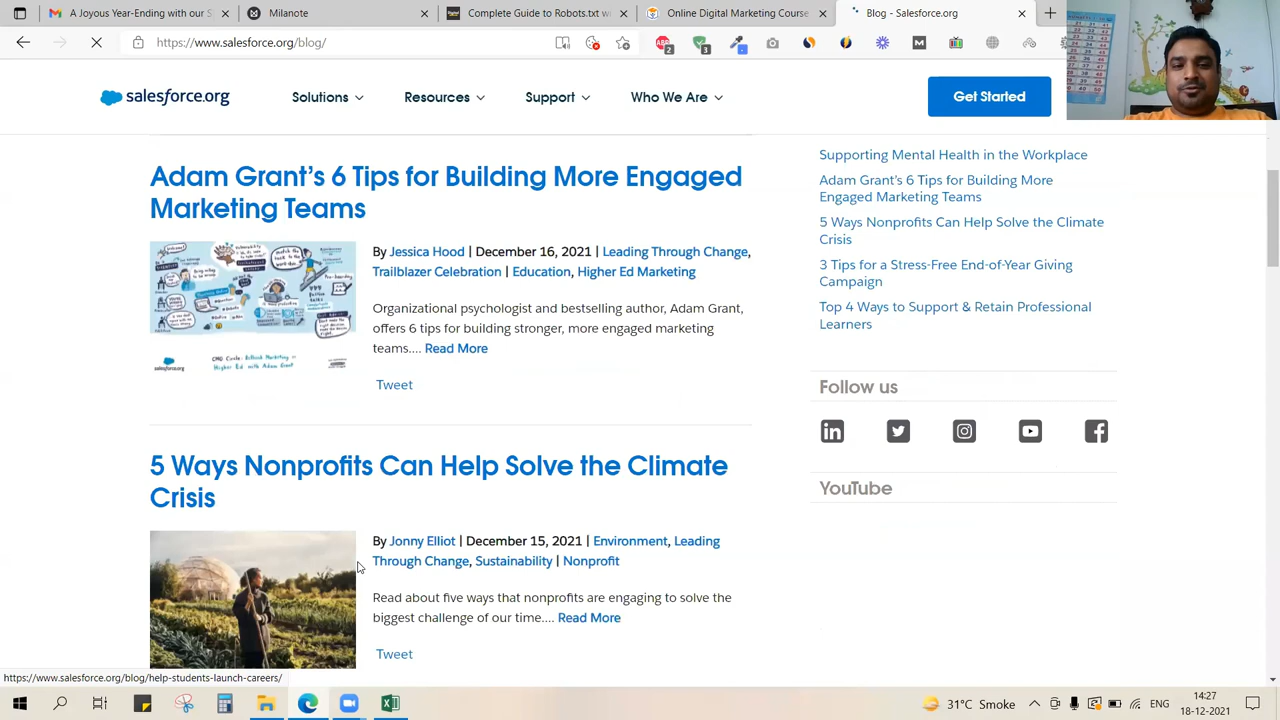 A Joyous Year-Ending with our S
Milanote
Complete Guide to Robots.txt w
Online Digital Marketing Course
Blog - Salesforce.org
https://www.salesforce.org/blog/
2
3
salesforce.org
Solutions
Resources
Support
Who We Are
Get Started
Adam Grant's 6 Tips for Building More Engaged
Marketing Teams
By Jessica Hood | December 16, 2021 | Leading Through Change,
Trailblazer Celebration | Education, Higher Ed Marketing
Organizational psychologist and bestselling author, Adam Grant,
offers 6 tips for building stronger, more engaged marketing
teams.... Read More
Tweet
5 Ways Nonprofits Can Help Solve the Climate
Crisis
By Jonny Elliot | December 15, 2021 | Environment, Leading
Through Change, Sustainability | Nonprofit
Read about five ways that nonprofits are engaging to solve the
biggest challenge of our time.... Read More
Tweet
Supporting Mental Health in the Workplace
Adam Grant's 6 Tips for Building More
Engaged Marketing Teams
5 Ways Nonprofits Can Help Solve the Climate
Crisis
3 Tips for a Stress-Free End-of-Year Giving
Campaign
Top 4 Ways to Support & Retain Professional
Learners
Follow us
YouTube
https://www.salesforce.org/blog/help-students-launch-careers/
31°C Smoke
ENG
14:27
18-12-2021